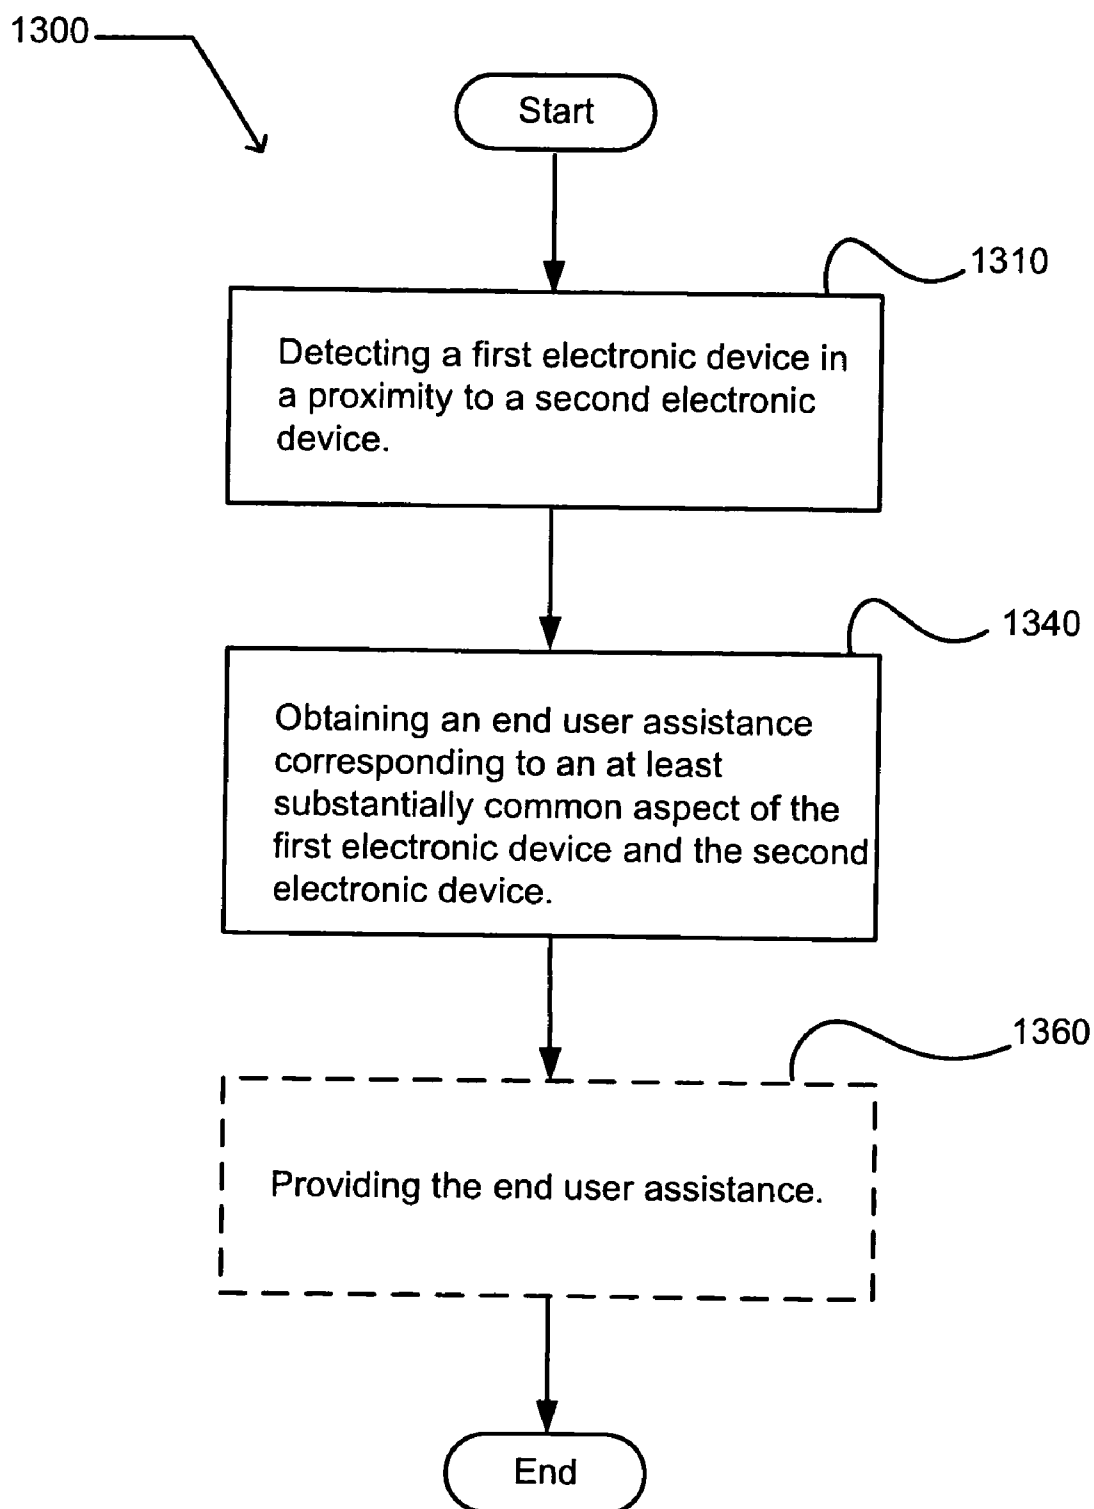 1300
Start
1310
Detecting a first electronic device in
a proximity to a second electronic
device.
1340
Obtaining an end user assistance
corresponding to an at least
substantially common aspect of the
first electronic device and the second
electronic device.
1360
Providing the end user assistance.
End